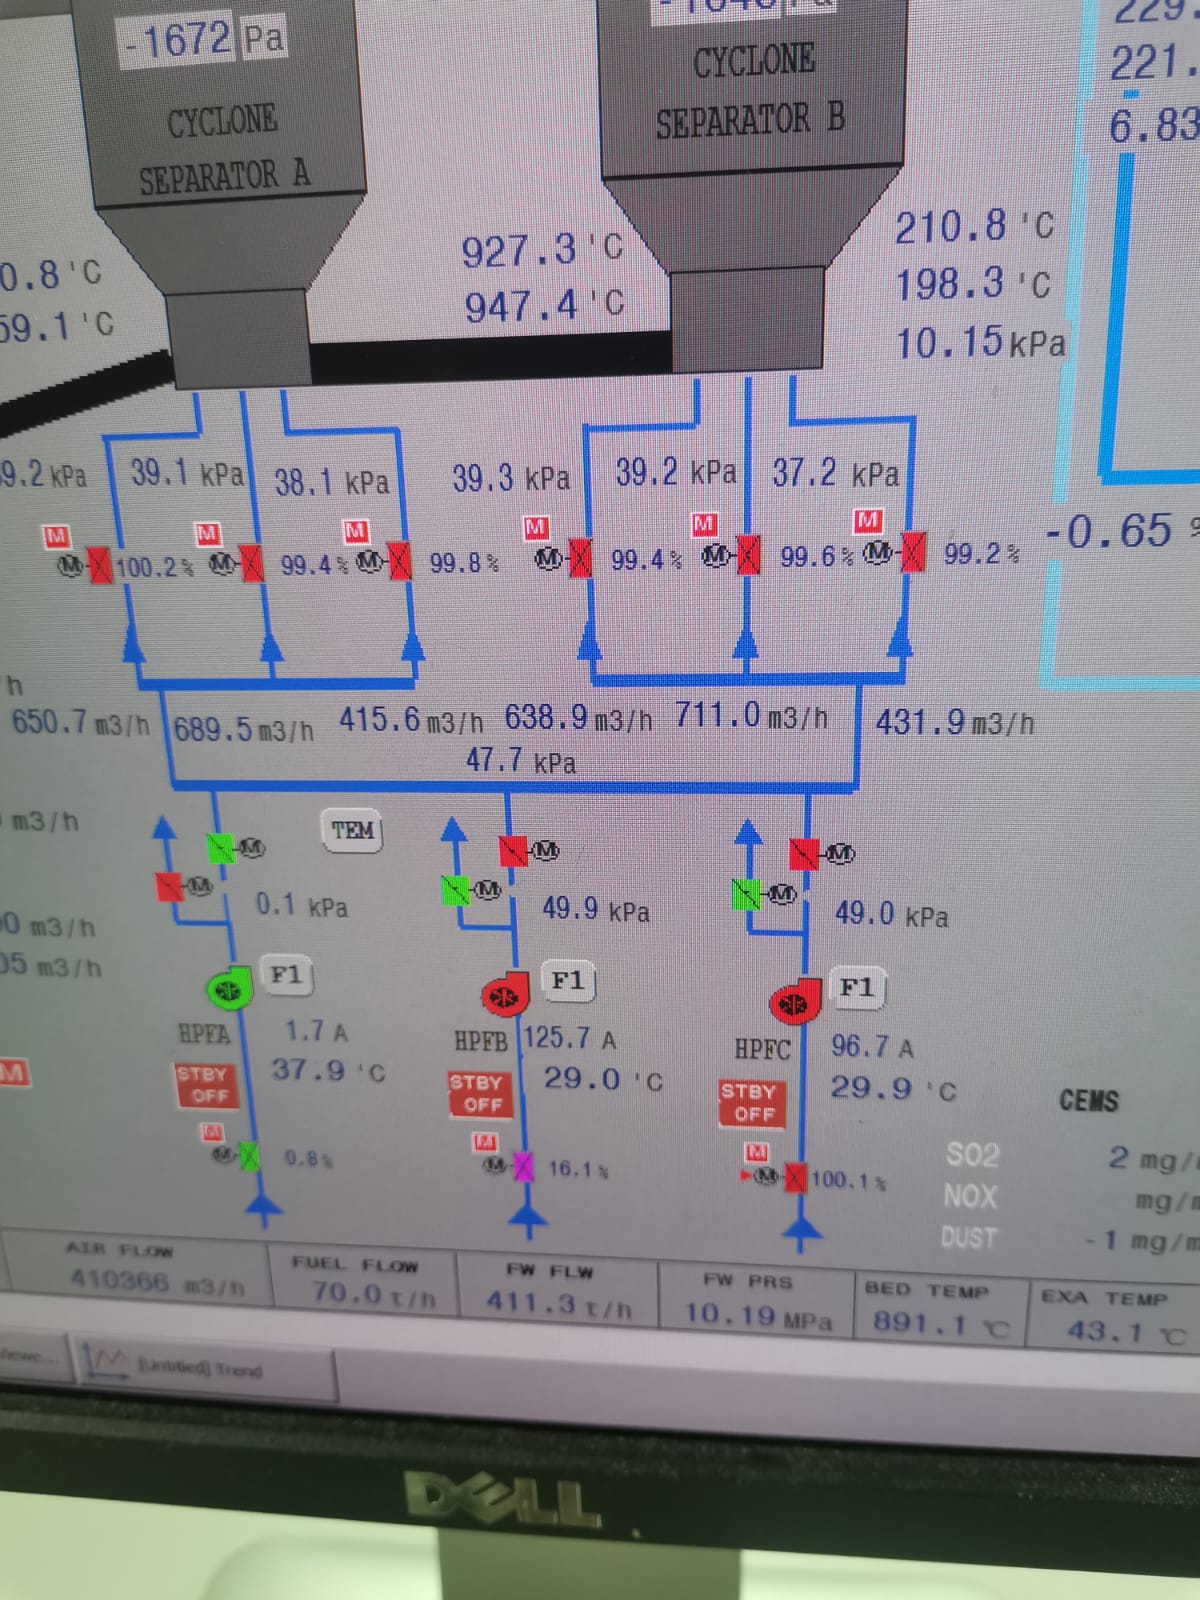 -1672 Pa
CYCLONE
SEPARATOR A
CYCLONE
SEPARATOR B
229.
221.
6.83
0.8 'C
59.1 'C
927.3 'C
947.4 'C
210.8 'C
198.3 'C
10.15 kPa
9.2 kPa
39.1 kPa
38.1 kPa
39.3 kPa
39.2 kPa
37.2 kPa
-0.65 %
M M M M M M
M 100.2 % M 99.4 % M 99.8 % M 99.4 % M 99.6 % M 99.2 %
h
650.7 m3/h 689.5 m3/h 415.6 m3/h 638.9 m3/h 711.0 m3/h 431.9 m3/h
47.7 kPa
m3/h
TEM
M M M
M M M
0.1 kPa 49.9 kPa 49.0 kPa
0 m3/h
05 m3/h
F1 F1 F1
HPFA 1.7 A HPFB 125.7 A HPFC 96.7 A
M
37.9 'C 29.0 'C 29.9 'C
STBY OFF
STBY OFF
STBY OFF
CEMS
M M M
M 0.8 % M 16.1 % M 100.1 %
SO2 2 mg/
NOX mg/
DUST -1 mg/m
AIR FLOW FUEL FLOW FW FLW FW PRS BED TEMP EXA TEMP
410366 m3/h 70.0 t/h 411.3 t/h 10.19 MPa 891.1 ℃ 43.1 ℃
[Untitled] Trend
DELL